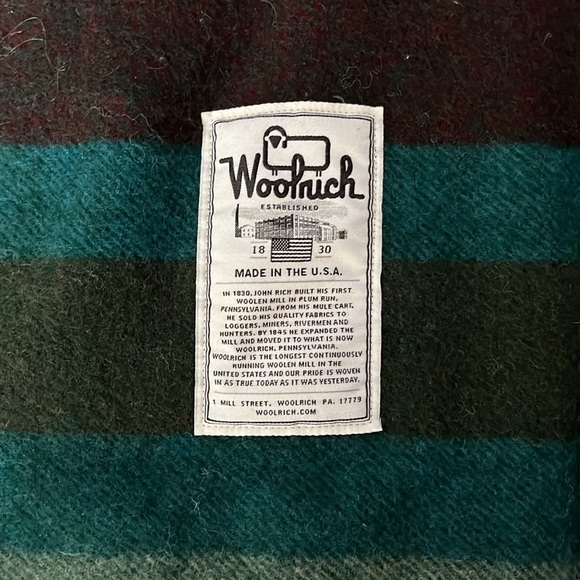 Woolrich
ESTABLISHED
18 30
MADE IN THE U.S.A.
IN 1830, JOHN RICH BUILT HIS FIRST
WOOLEN MILL IN PLUM RUN,
PENNSYLVANIA. FROM HIS MULE CART,
HE SOLD HIS QUALITY FABRICS TO
LOGGERS, MINERS, RIVERMEN AND
HUNTERS. BY 1845 HE EXPANDED THE
MILL AND MOVED IT TO WHAT IS NOW
WOOLRICH, PENNSYLVANIA.
WOOLRICH IS THE LONGEST CONTINUOUSLY
RUNNING WOOLEN MILL IN THE
UNITED STATES AND OUR PRIDE IS WOVEN
IN AS TRUE TODAY AS IT WAS YESTERDAY.
1 MILL STREET, WOOLRICH PA. 17779
WOOLRICH.COM